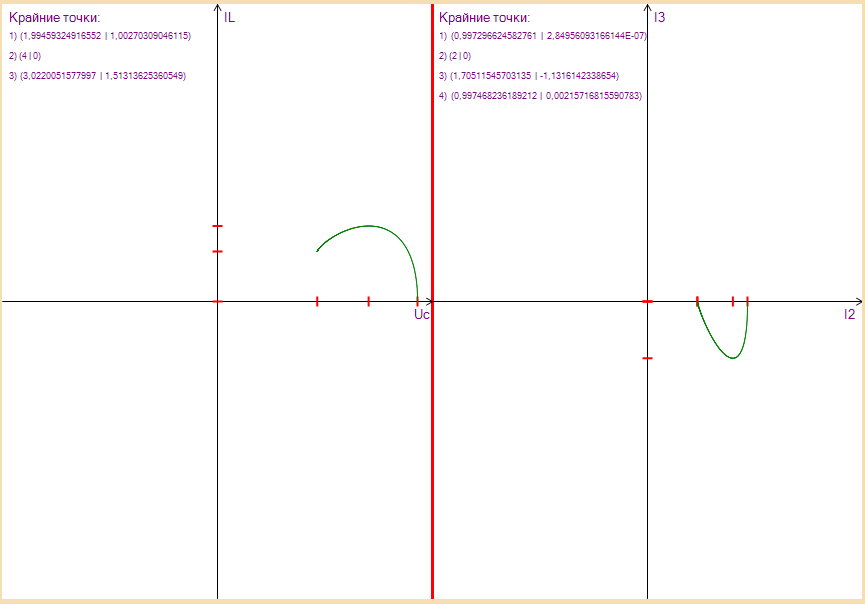 Крайние точки:
1) (1,99459324916552 | 1,00270309046115)
2) (4 | 0)
3) (3,0220051577997 | 1,51313625360549)
IL
Uc
Крайние точки:
1) (0,997296624582761 | 2,84956093166144E-07)
2) (2 | 0)
3) (1,70511545703135 | -1,1316142338654)
4) (0,997468236189212 | 0,00215716815590783)
I3
I2